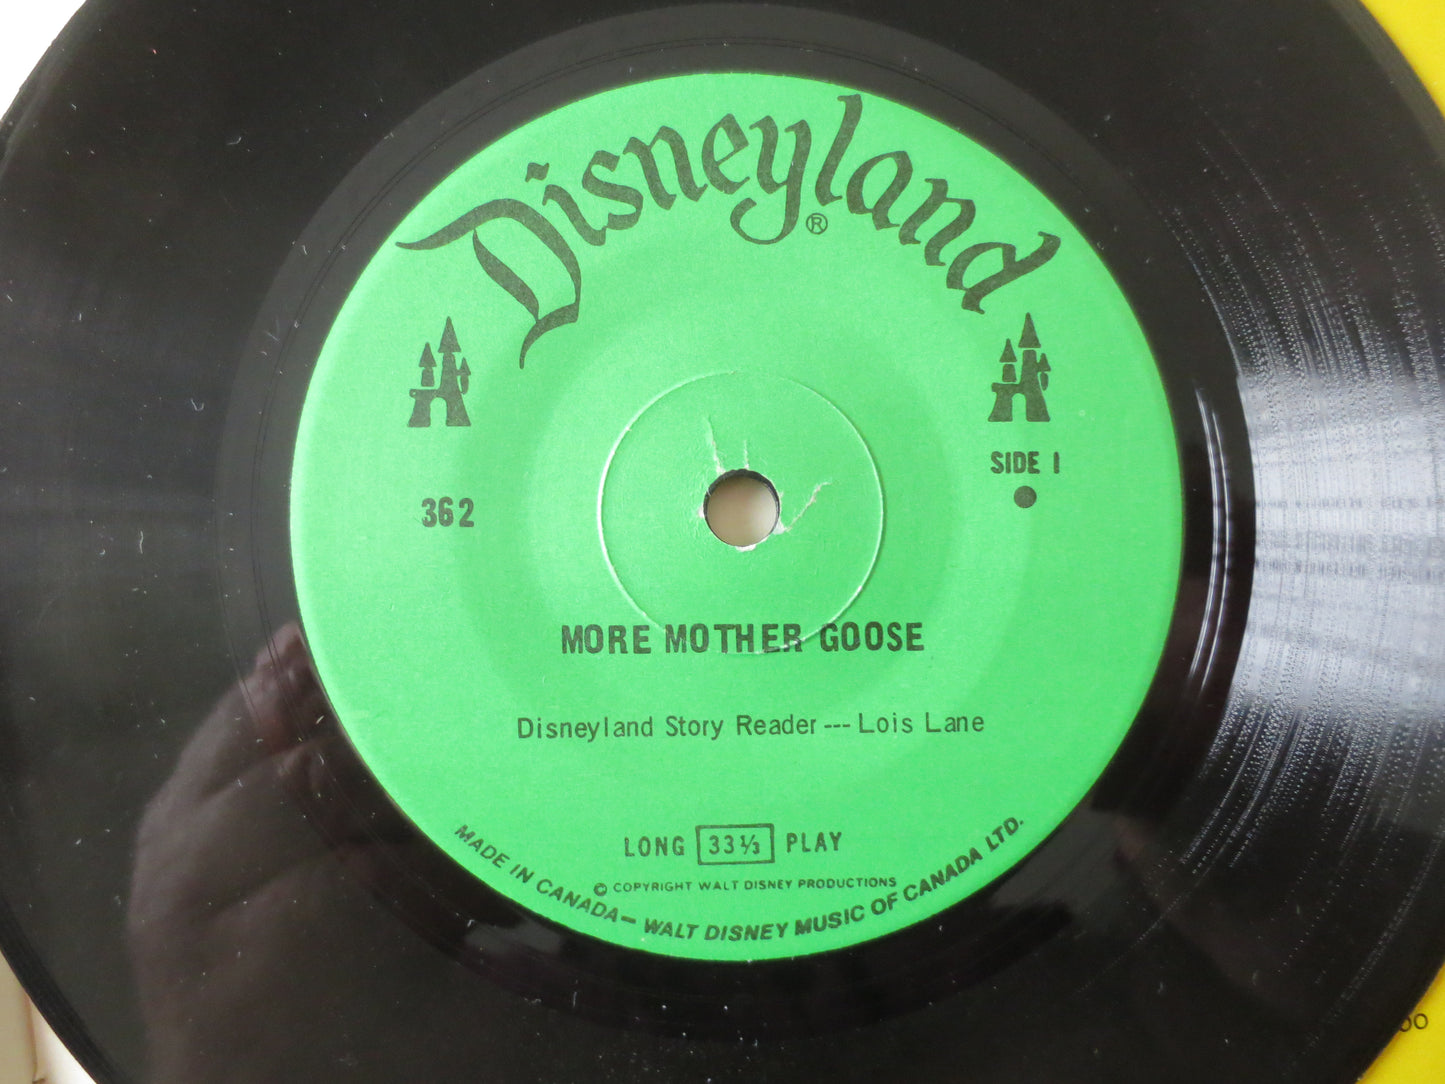 Disneyland®
SIDE 1
362
MORE MOTHER GOOSE
Disneyland Story Reader --- Lois Lane
LONG 33⅓ PLAY
© COPYRIGHT WALT DISNEY PRODUCTIONS
MADE IN CANADA — WALT DISNEY MUSIC OF CANADA LTD.